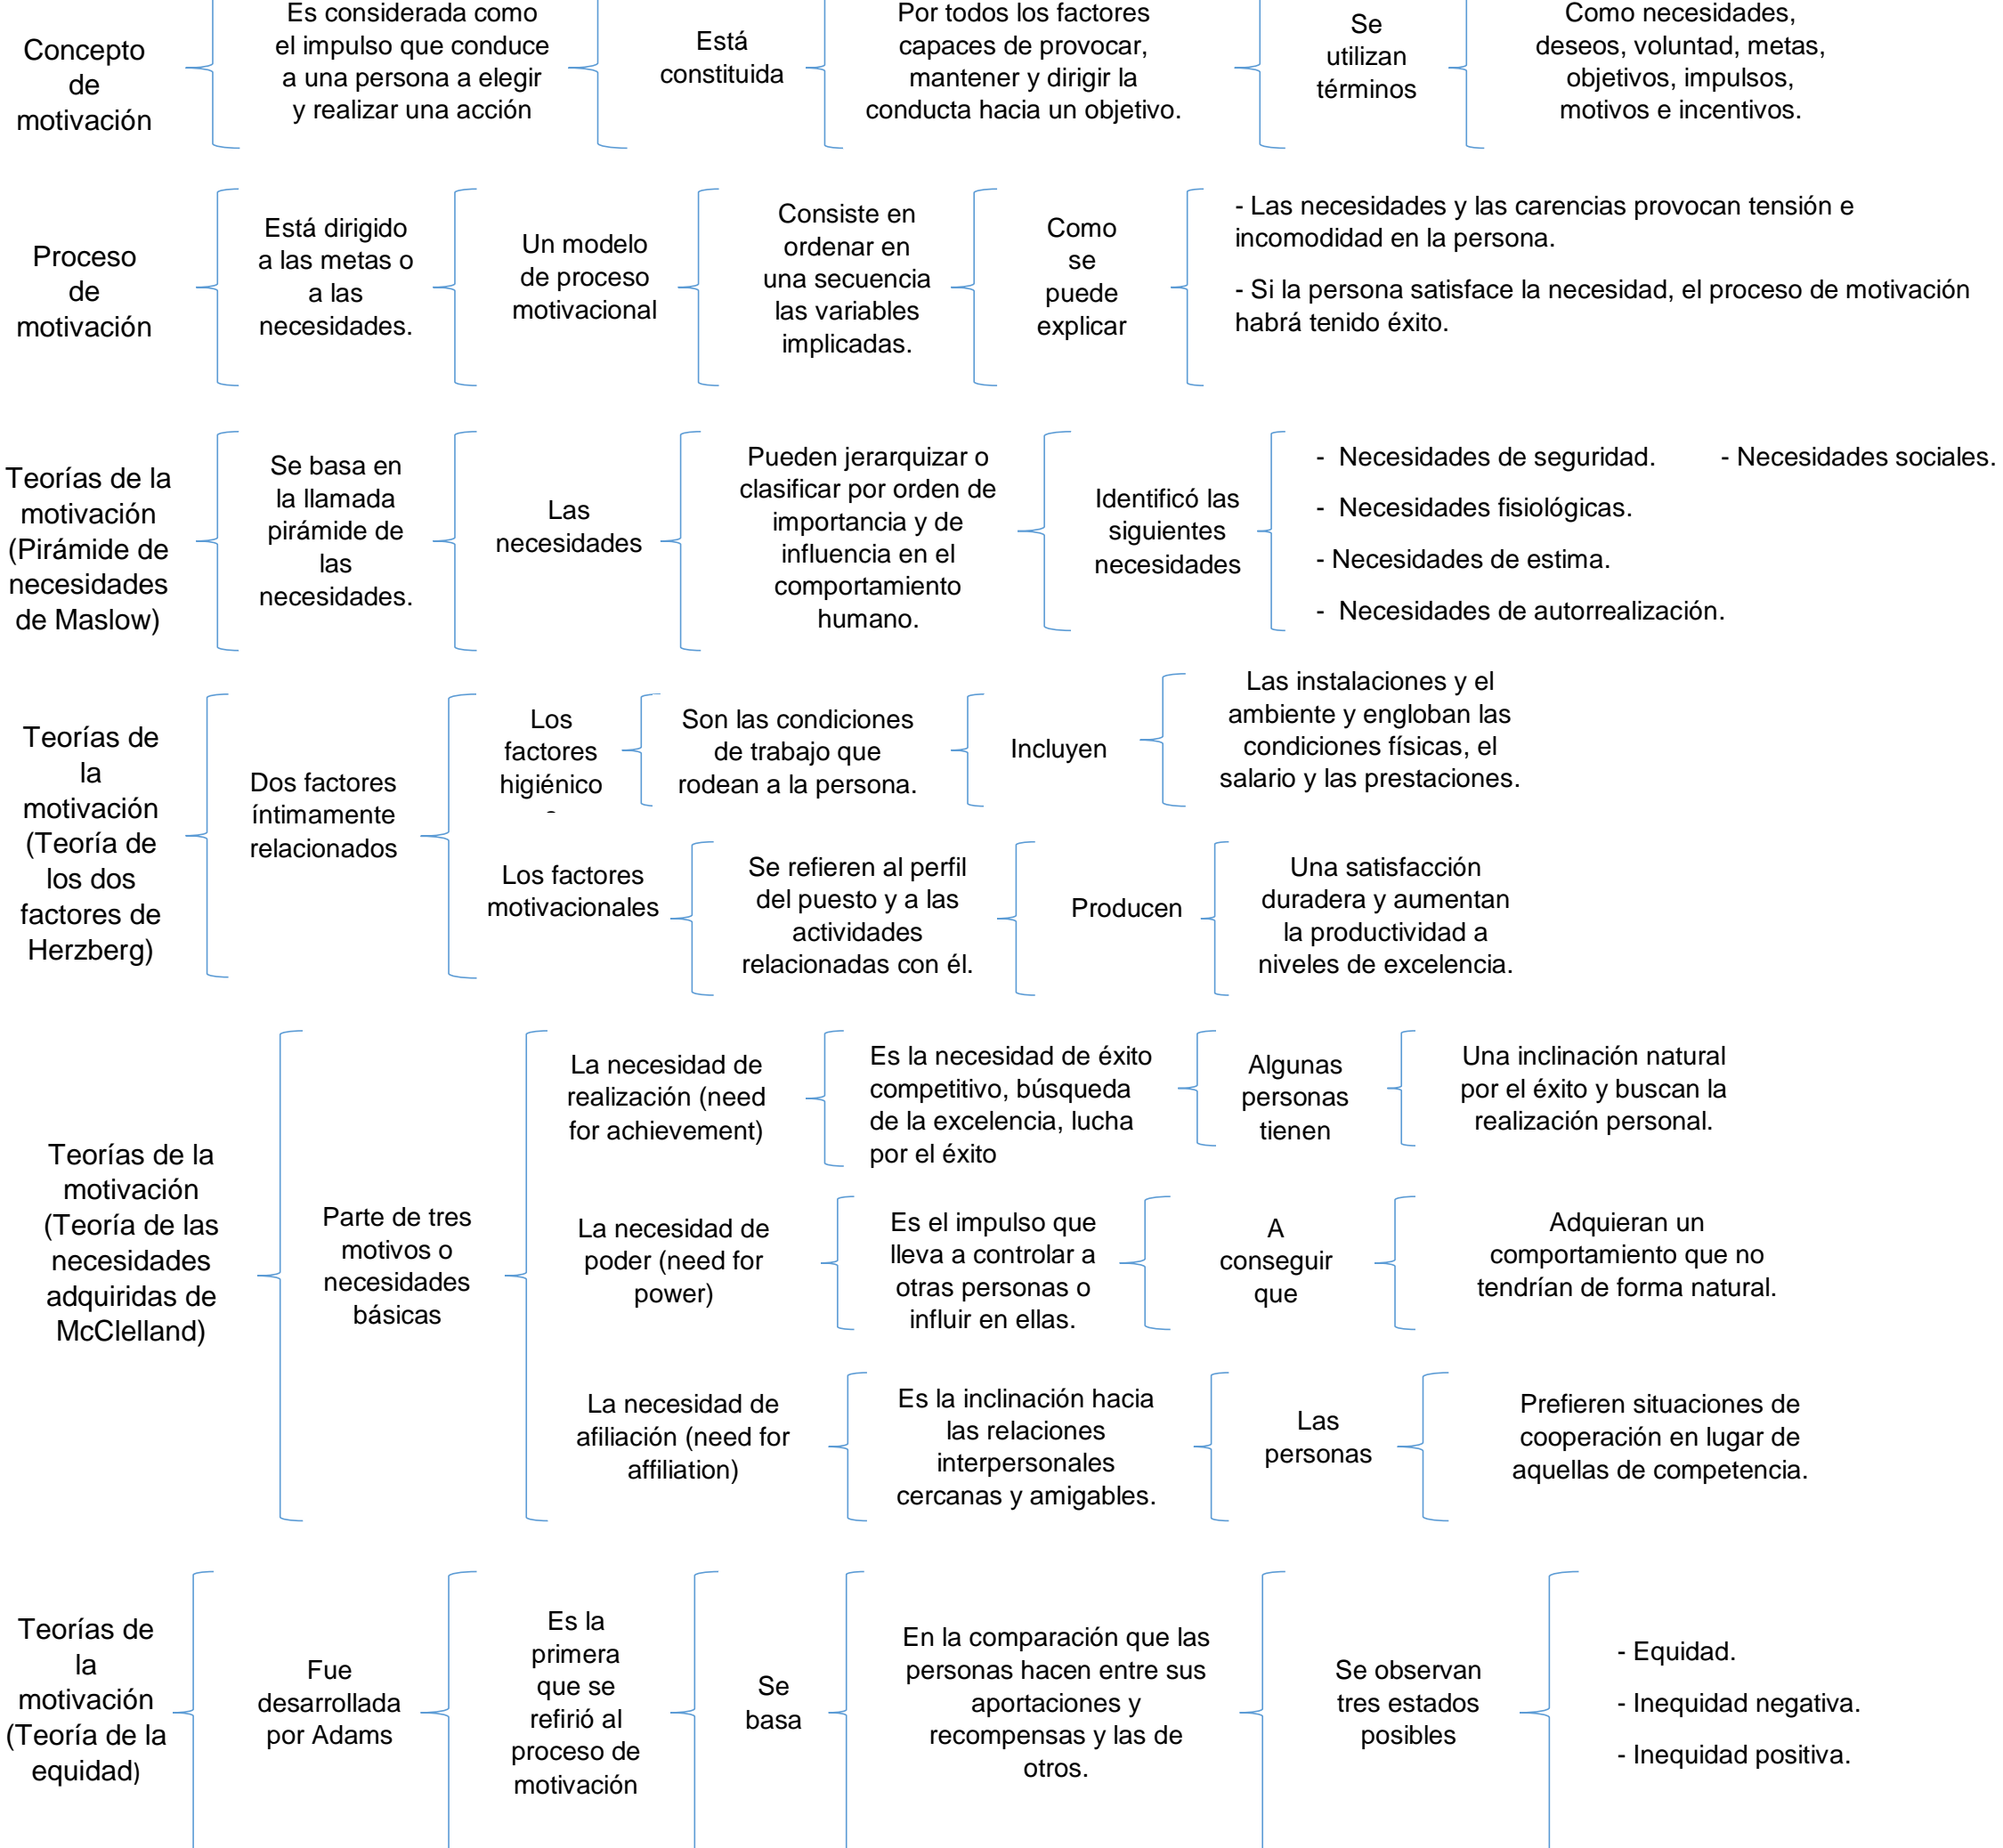 Concepto
de
motivación
Es considerada como
el impulso que conduce
a una persona a elegir
y realizar una acción
Está
constituida
Por todos los factores
capaces de provocar,
mantener y dirigir la
conducta hacia un objetivo.
Se
utilizan
términos
Como necesidades,
deseos, voluntad, metas,
objetivos, impulsos,
motivos e incentivos.
Proceso
de
motivación
Está dirigido
a las metas o
a las
necesidades.
Un modelo
de proceso
motivacional
Consiste en
ordenar en
una secuencia
las variables
implicadas.
Como
se
puede
explicar
- Las necesidades y las carencias provocan tensión e
incomodidad en la persona.
- Si la persona satisface la necesidad, el proceso de motivación
habrá tenido éxito.
Teorías de la
motivación
(Pirámide de
necesidades
de Maslow)
Se basa en
la llamada
pirámide de
las
necesidades.
Las
necesidades
Pueden jerarquizar o
clasificar por orden de
importancia y de
influencia en el
comportamiento
humano.
Identificó las
siguientes
necesidades
- Necesidades de seguridad. - Necesidades sociales.
- Necesidades fisiológicas.
- Necesidades de estima.
- Necesidades de autorrealización.
Teorías de
la
motivación
(Teoría de
los dos
factores de
Herzberg)
Dos factores
íntimamente
relacionados
Los
factores
higiénico
Son las condiciones
de trabajo que
rodean a la persona.
Incluyen
Las instalaciones y el
ambiente y engloban las
condiciones físicas, el
salario y las prestaciones.
Los factores
motivacionales
Se refieren al perfil
del puesto y a las
actividades
relacionadas con él.
Producen
Una satisfacción
duradera y aumentan
la productividad a
niveles de excelencia.
Teorías de la
motivación
(Teoría de las
necesidades
adquiridas de
McClelland)
Parte de tres
motivos o
necesidades
básicas
La necesidad de
realización (need
for achievement)
Es la necesidad de éxito
competitivo, búsqueda
de la excelencia, lucha
por el éxito
Algunas
personas
tienen
Una inclinación natural
por el éxito y buscan la
realización personal.
La necesidad de
poder (need for
power)
Es el impulso que
lleva a controlar a
otras personas o
influir en ellas.
A
conseguir
que
Adquieran un
comportamiento que no
tendrían de forma natural.
La necesidad de
afiliación (need for
affiliation)
Es la inclinación hacia
las relaciones
interpersonales
cercanas y amigables.
Las
personas
Prefieren situaciones de
cooperación en lugar de
aquellas de competencia.
Teorías de
la
motivación
(Teoría de la
equidad)
Fue
desarrollada
por Adams
Es la
primera
que se
refirió al
proceso de
motivación
Se
basa
En la comparación que las
personas hacen entre sus
aportaciones y
recompensas y las de
otros.
Se observan
tres estados
posibles
- Equidad.
- Inequidad negativa.
- Inequidad positiva.